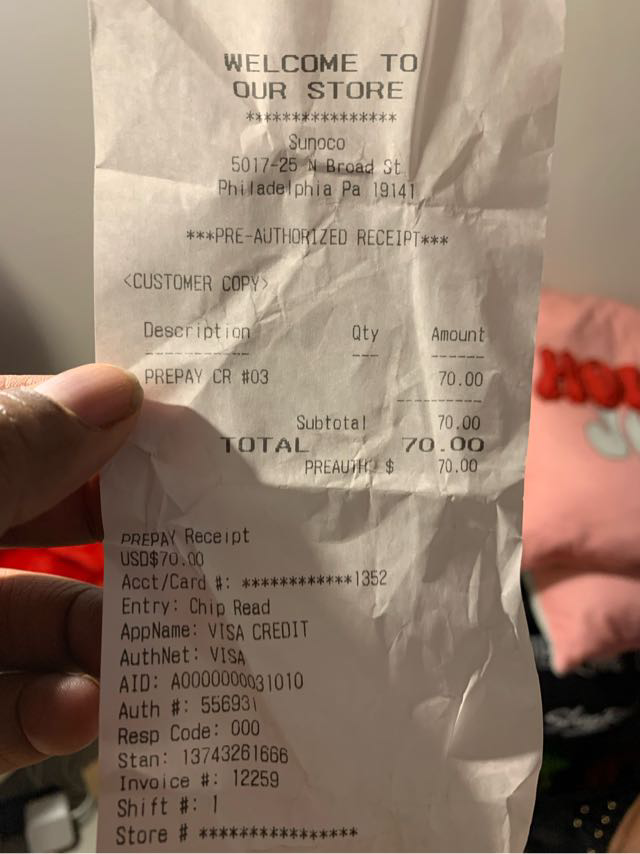 WELCOME TO
OUR STORE
****************
Sunoco
5017-25 N Broad St
Philadelphia Pa 19141
***PRE-AUTHORIZED RECEIPT***
<CUSTOMER COPY>
Description Qty Amount
PREPAY CR #03 70.00
Subtotal 70.00
TOTAL 70.00
PREAUTH $ 70.00
PREPAY Receipt
USD$70.00
Acct/Card #: ************1352
Entry: Chip Read
AppName: VISA CREDIT
AuthNet: VISA
AID: A0000000031010
Auth #: 556931
Resp Code: 000
Stan: 13743261666
Invoice #: 12259
Shift #: 1
Store # ****************